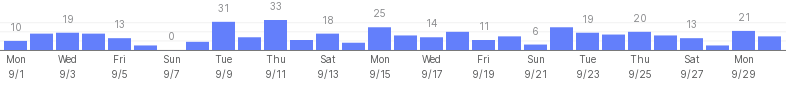 10 19 13 0 31 33 18 25 14 11 6 19 20 13 21
Mon Wed Fri Sun Tue Thu Sat Mon Wed Fri Sun Tue Thu Sat Mon
9/1 9/3 9/5 9/7 9/9 9/11 9/13 9/15 9/17 9/19 9/21 9/23 9/25 9/27 9/29